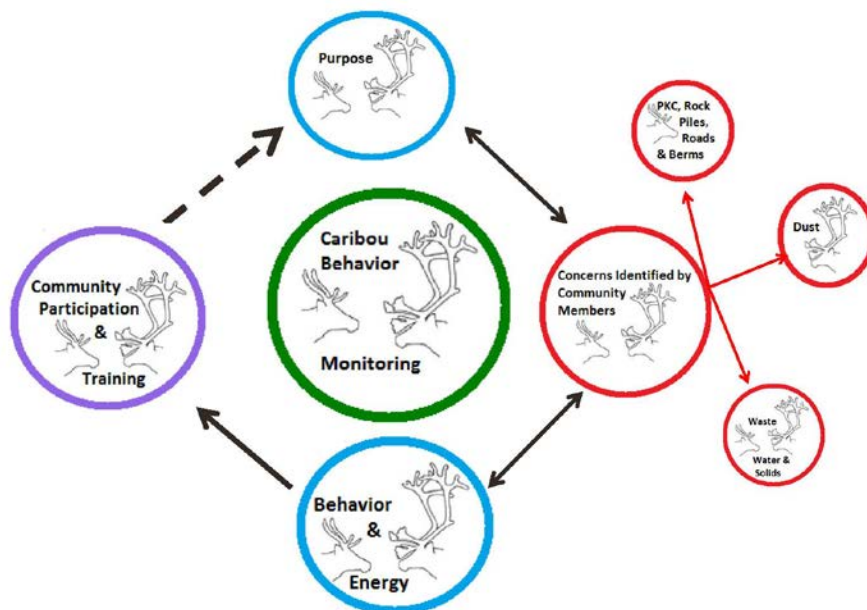 Purpose
PKC, Rock
Piles,
Roads
& Berms
Dust
Caribou
Behavior
Monitoring
Community
Participation
&
Training
Concerns Identified by
Community
Members
Waste
Water &
Solids
Behavior
&
Energy